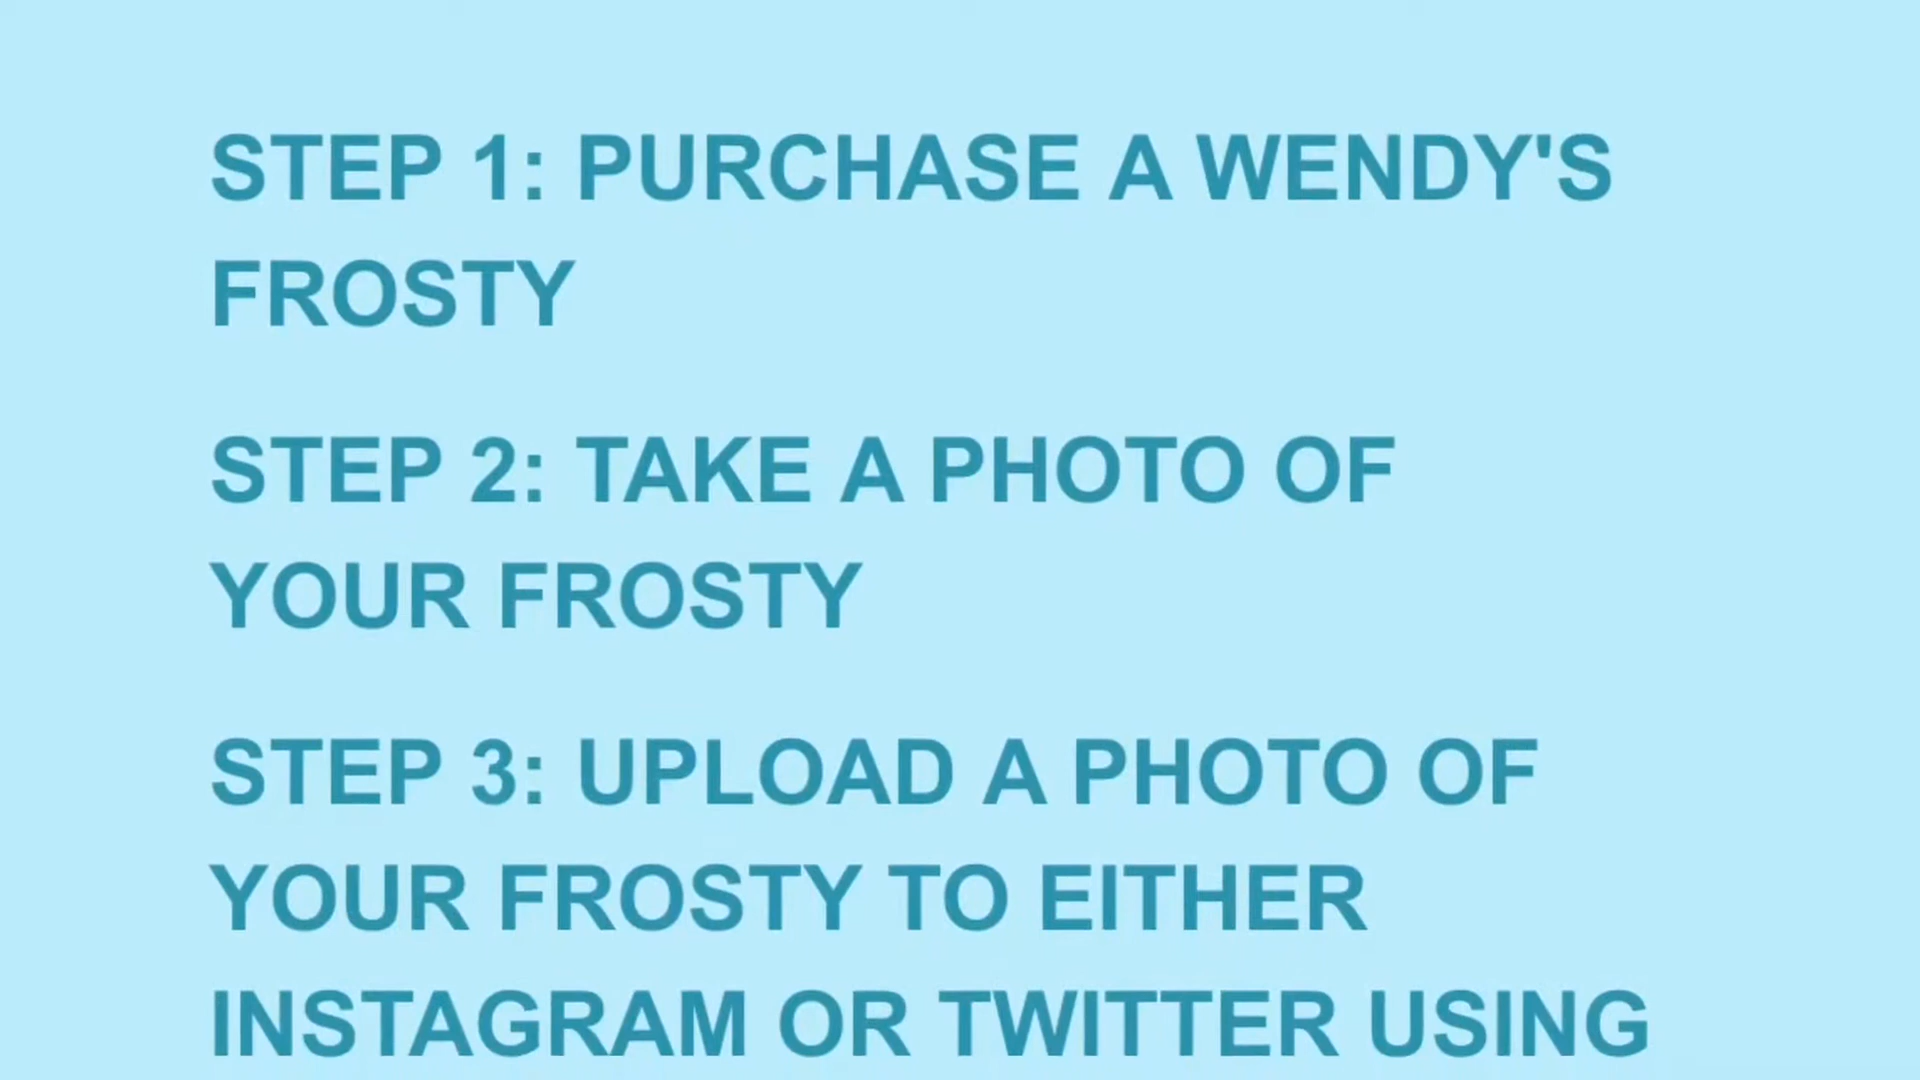 STEP 1: PURCHASE A WENDY'S
FROSTY
STEP 2: TAKE A PHOTO OF
YOUR FROSTY
STEP 3: UPLOAD A PHOTO OF
YOUR FROSTY TO EITHER
INSTAGRAM OR TWITTER USING